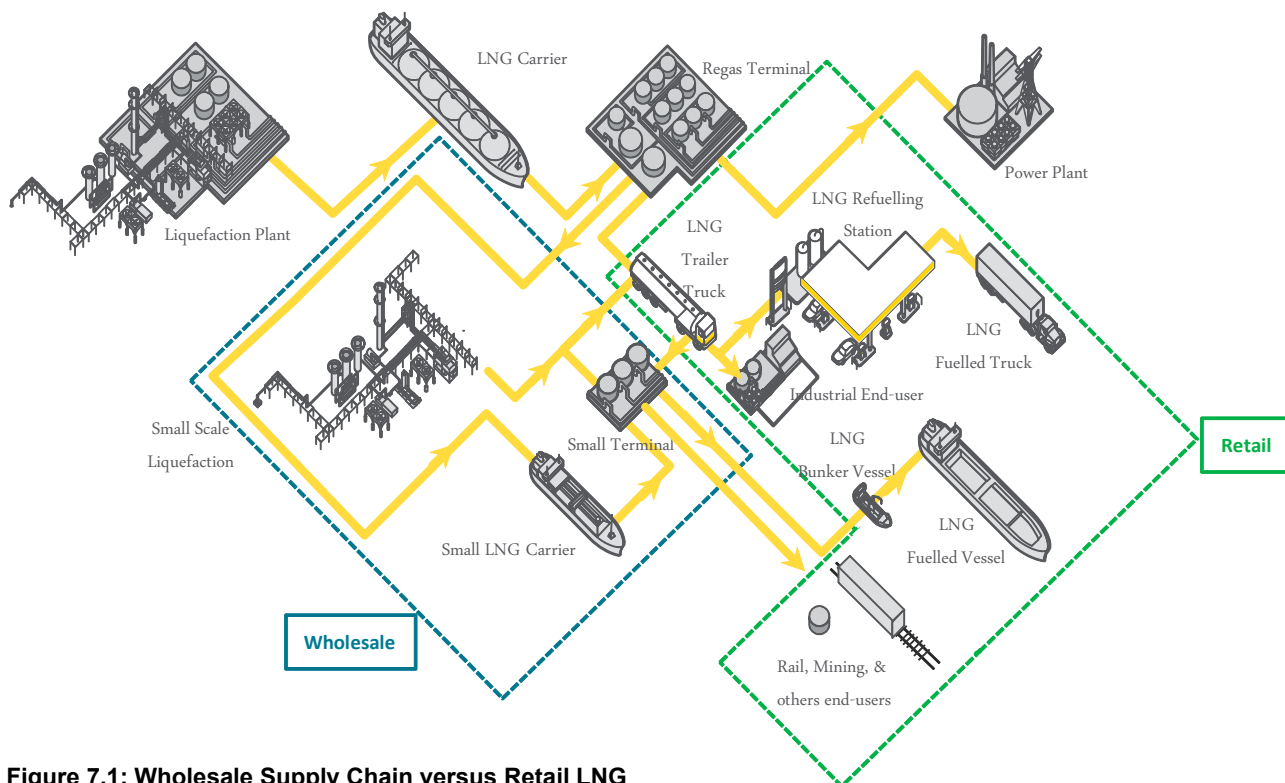 LNG Carrier
Regas Terminal
Power Plant
Liquefaction Plant
LNG
Trailer
Truck
LNG Refuelling
Station
LNG
Fuelled Truck
Industrial End-user
Small Scale
Liquefaction
Small Terminal
LNG
Bunker Vessel
Retail
Small LNG Carrier
LNG
Fuelled Vessel
Wholesale
Rail, Mining, &
others end-users
Figure 7.1: Wholesale Supply Chain versus Retail LNG